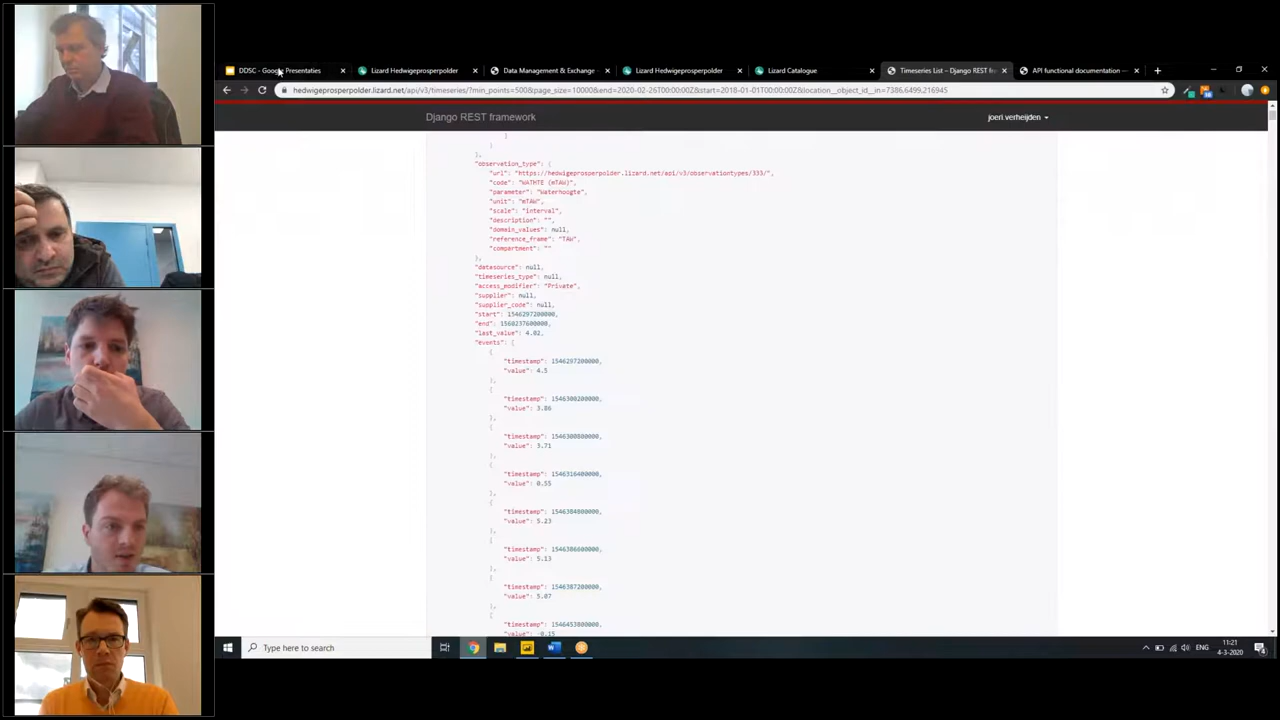 DDSC - Google Presentaties
Lizard Hedwigeprosperpolder
Data Management & Exchange
Lizard Hedwigeprosperpolder
Lizard Catalogue
Timeseries List – Django REST fr
API functional documentation —
hedwigeprosperpolder.lizard.net/api/v3/timeseries/?min_points=500&page_size=10000&end=2020-02-26T00:00:00Z&start=2018-01-01T00:00:00Z&location__object_id__in=7386.6499.216945
Django REST framework
joeri.verheijden
]
}
},
"observation_type": {
"url": "https://hedwigeprosperpolder.lizard.net/api/v3/observationtypes/333/",
"code": "WATHTE (mTAW)",
"parameter": "Waterhoogte",
"unit": "mTAW",
"scale": "interval",
"description": "",
"domain_values": null,
"reference_frame": "TAW",
"compartment": ""
},
"datasource": null,
"timeseries_type": null,
"access_modifier": "Private",
"supplier": null,
"supplier_code": null,
"start": 1546297200000,
"end": 1560237600000,
"last_value": 4.02,
"events": [
{
"timestamp": 1546297200000,
"value": 4.5
},
{
"timestamp": 1546300200000,
"value": 3.86
},
{
"timestamp": 1546300800000,
"value": 3.71
},
{
"timestamp": 1546316400000,
"value": 0.55
},
{
"timestamp": 1546384800000,
"value": 5.23
},
{
"timestamp": 1546386600000,
"value": 5.13
},
{
"timestamp": 1546387200000,
"value": 5.07
},
{
"timestamp": 1546453800000,
"value": -0.15
Type here to search
ENG
11:21
4-3-2020